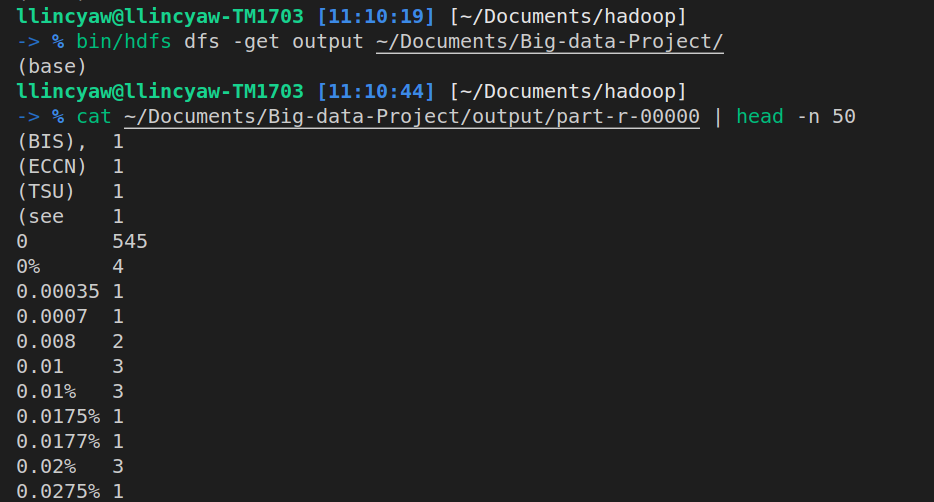 llincyaw@llincyaw-TM1703 [11:10:19] [~/Documents/hadoop]
-> % bin/hdfs dfs -get output ~/Documents/Big-data-Project/
(base)
llincyaw@llincyaw-TM1703 [11:10:44] [~/Documents/hadoop]
-> % cat ~/Documents/Big-data-Project/output/part-r-00000 | head -n 50
(BIS),  1
(ECCN)  1
(TSU)   1
(see    1
0       545
0%      4
0.00035 1
0.0007  1
0.008   2
0.01    3
0.01%   3
0.0175% 1
0.0177% 1
0.02%   3
0.0275% 1